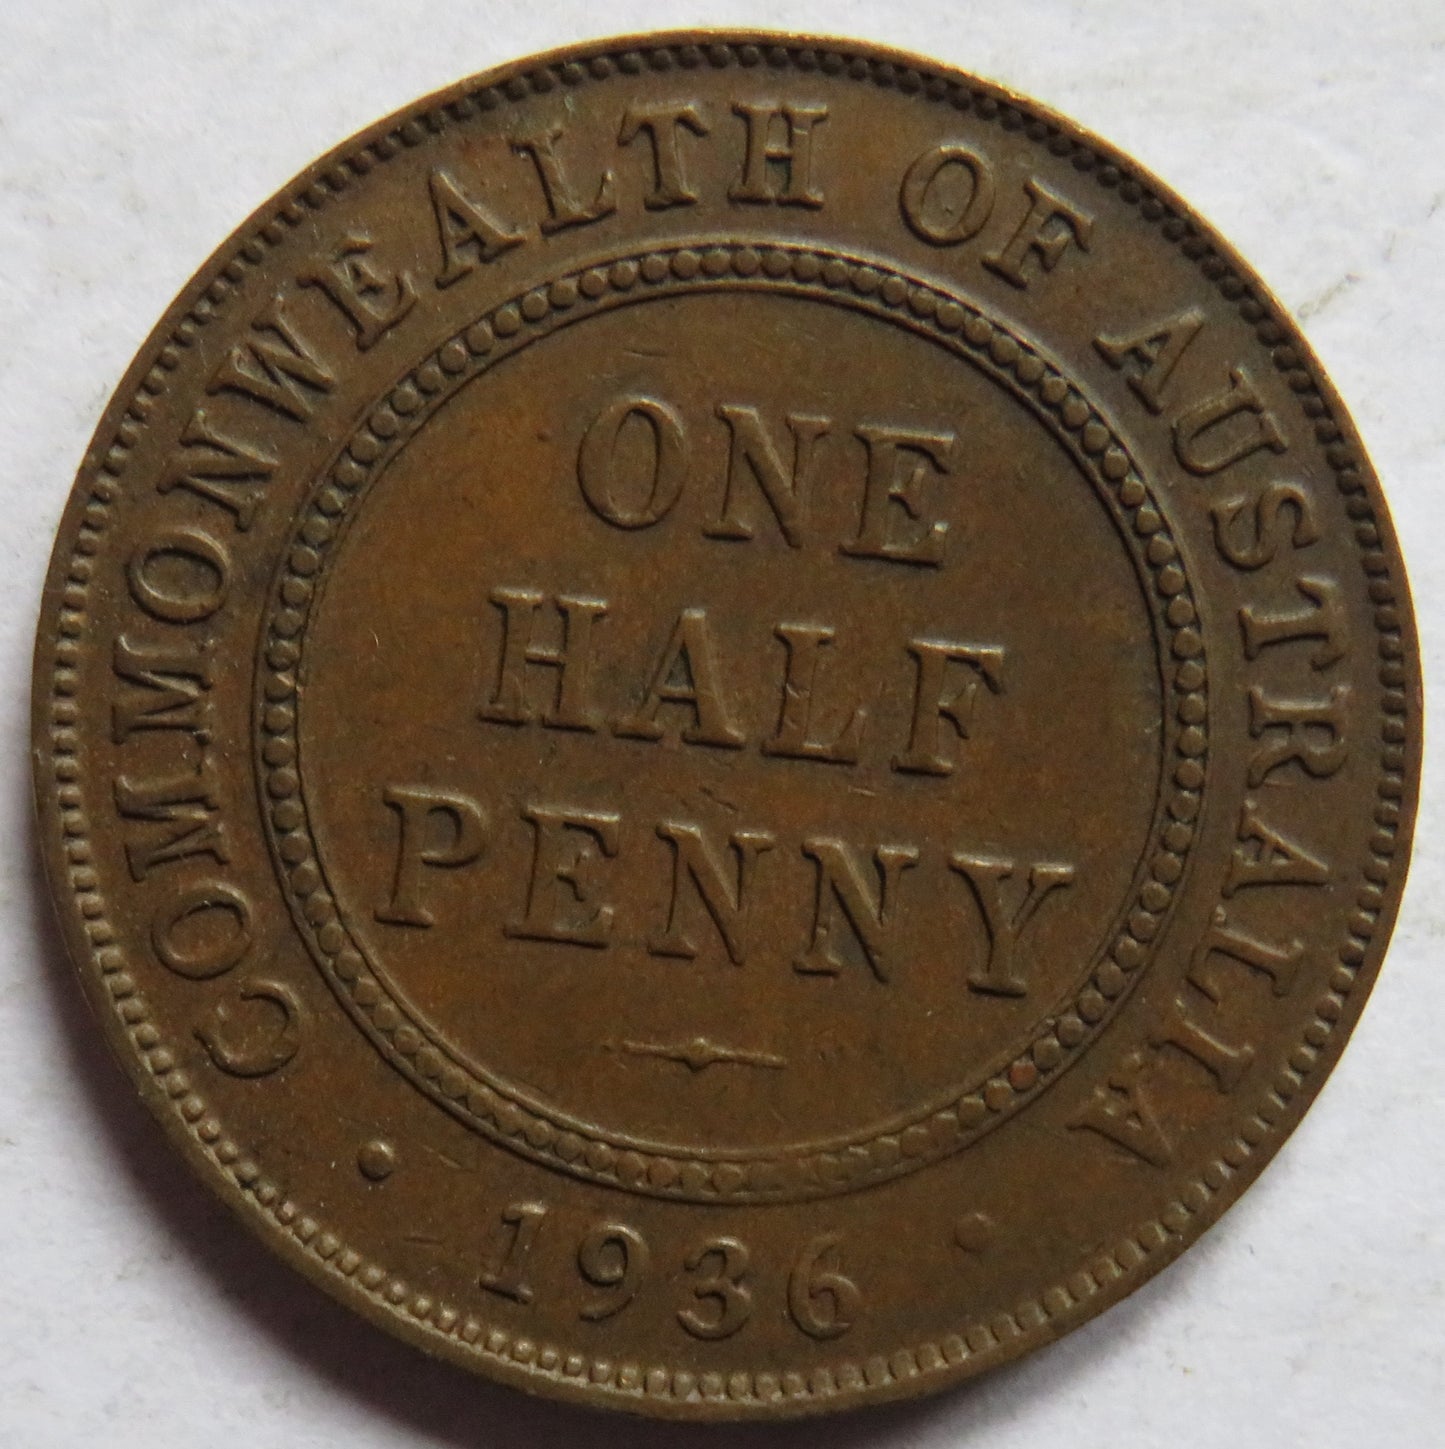 COMMONWEALTH OF AUSTRALIA
ONE
HALF
PENNY
· 1936 ·